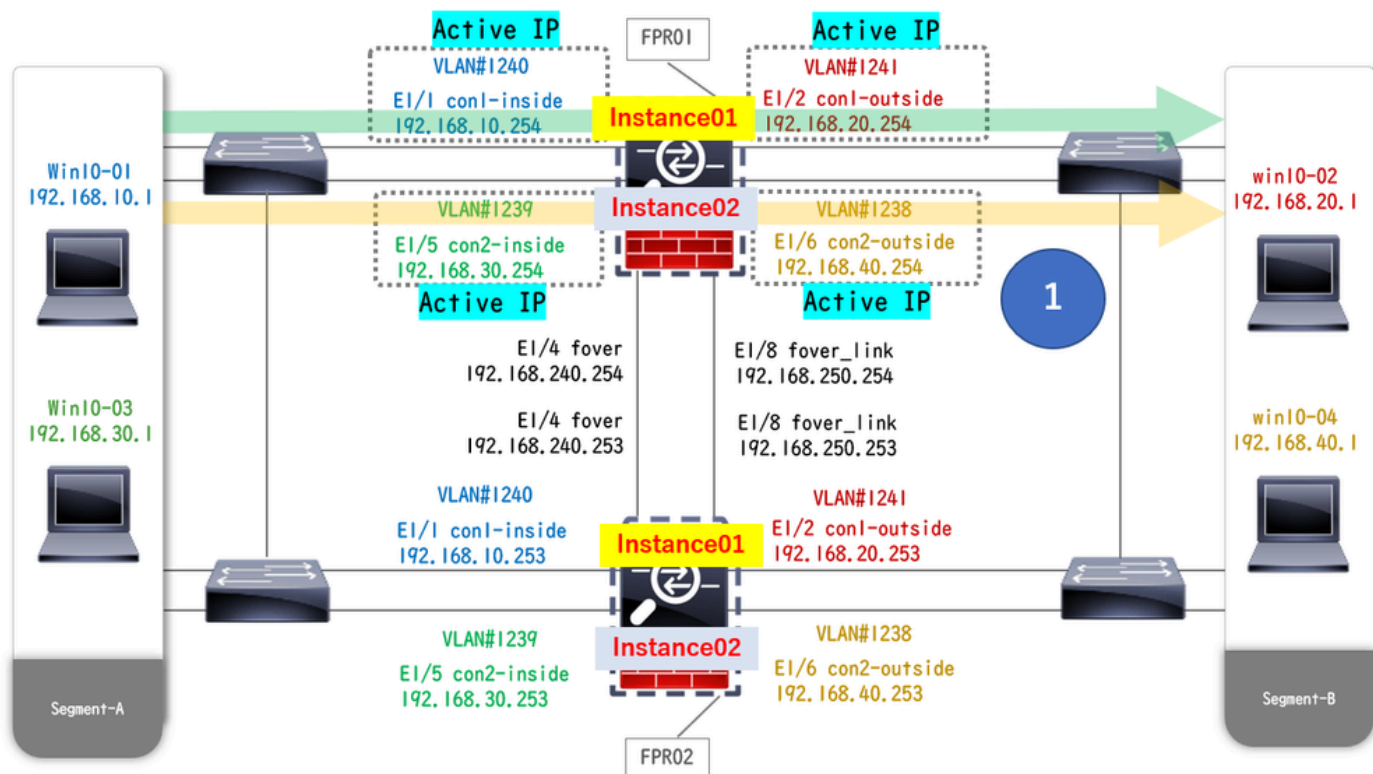 Active IP
FPR01
Active IP
VLAN#1240
VLAN#1241
E1/1 con1-inside
192.168.10.254
Instance01
E1/2 con1-outside
192.168.20.254
Win10-01
192.168.10.1
VLAN#1239
Instance02
VLAN#1238
win10-02
192.168.20.1
E1/5 con2-inside
192.168.30.254
E1/6 con2-outside
192.168.40.254
Active IP
Active IP
1
E1/4 fover
192.168.240.254
E1/8 fover_link
192.168.250.254
Win10-03
192.168.30.1
E1/4 fover
192.168.240.253
E1/8 fover_link
192.168.250.253
win10-04
192.168.40.1
VLAN#1240
VLAN#1241
E1/1 con1-inside
192.168.10.253
Instance01
E1/2 con1-outside
192.168.20.253
VLAN#1239
Instance02
VLAN#1238
E1/5 con2-inside
192.168.30.253
E1/6 con2-outside
192.168.40.253
Segment-A
Segment-B
FPR02